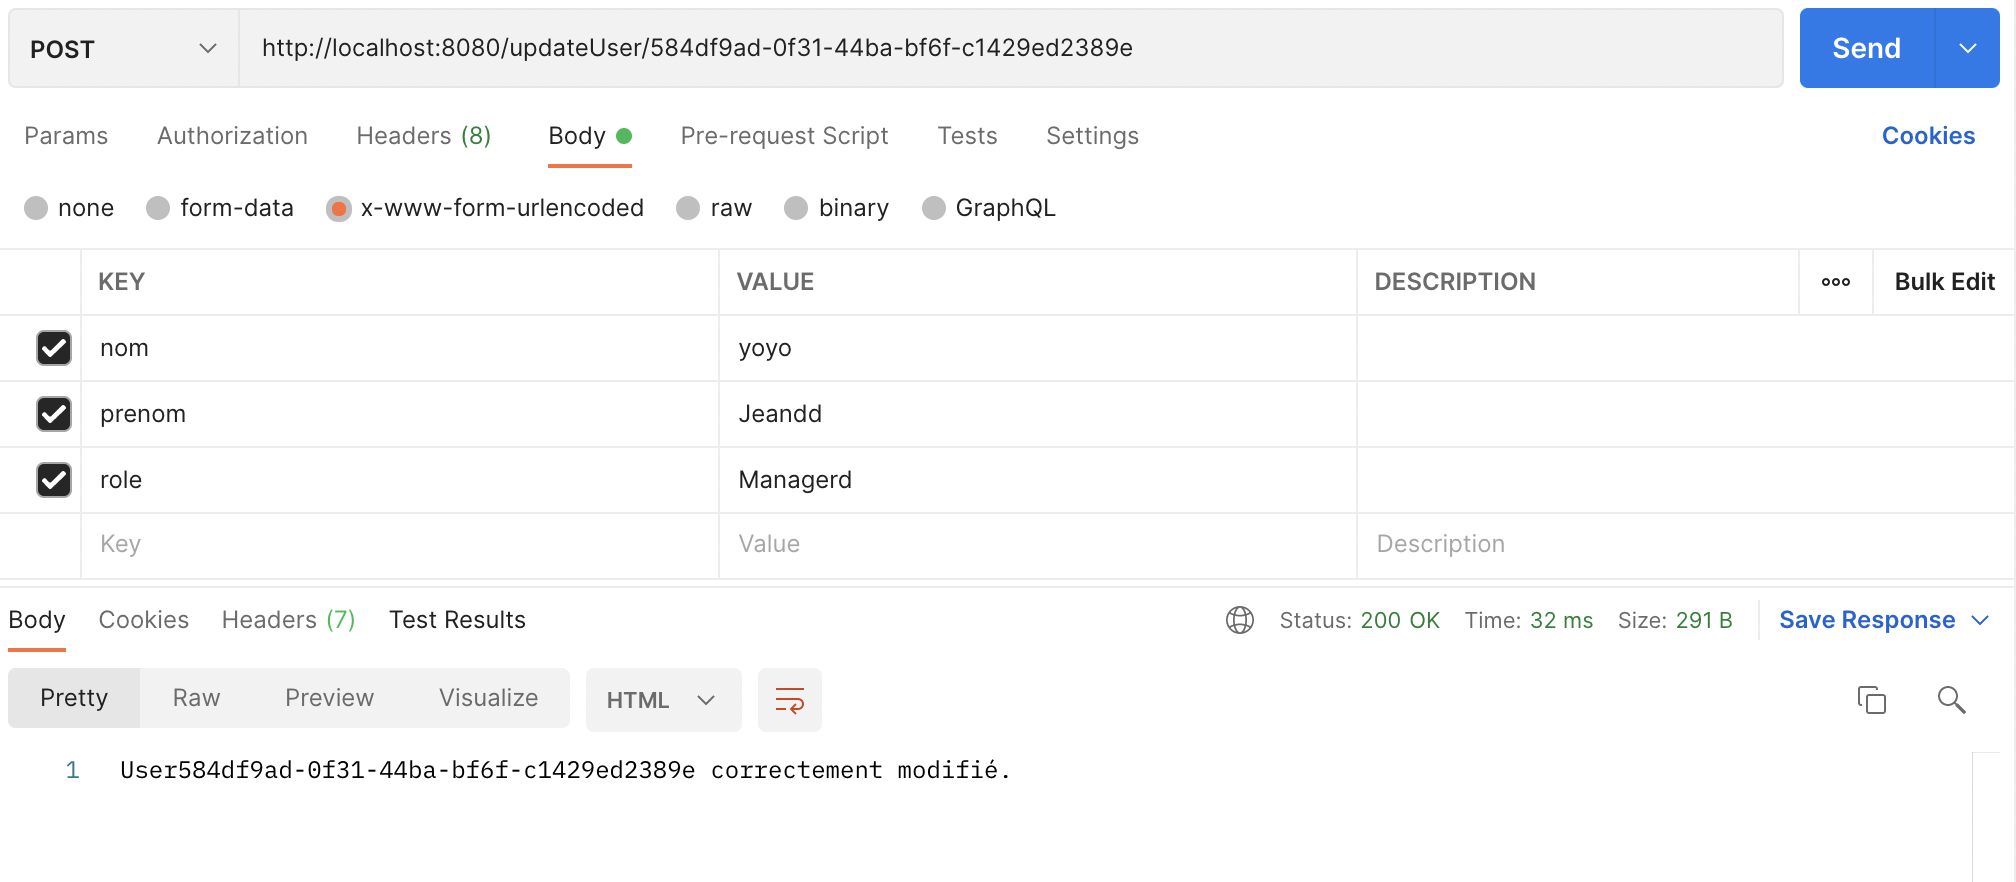 POST http://localhost:8080/updateUser/584df9ad-0f31-44ba-bf6f-c1429ed2389e Send
Params Authorization Headers (8) Body Pre-request Script Tests Settings Cookies
none form-data x-www-form-urlencoded raw binary GraphQL
KEY VALUE DESCRIPTION ooo Bulk Edit
nom yoyo
prenom Jeandd
role Managerd
Key Value Description
Body Cookies Headers (7) Test Results Status: 200 OK Time: 32 ms Size: 291 B Save Response
Pretty Raw Preview Visualize HTML
1 User584df9ad-0f31-44ba-bf6f-c1429ed2389e correctement modifié.